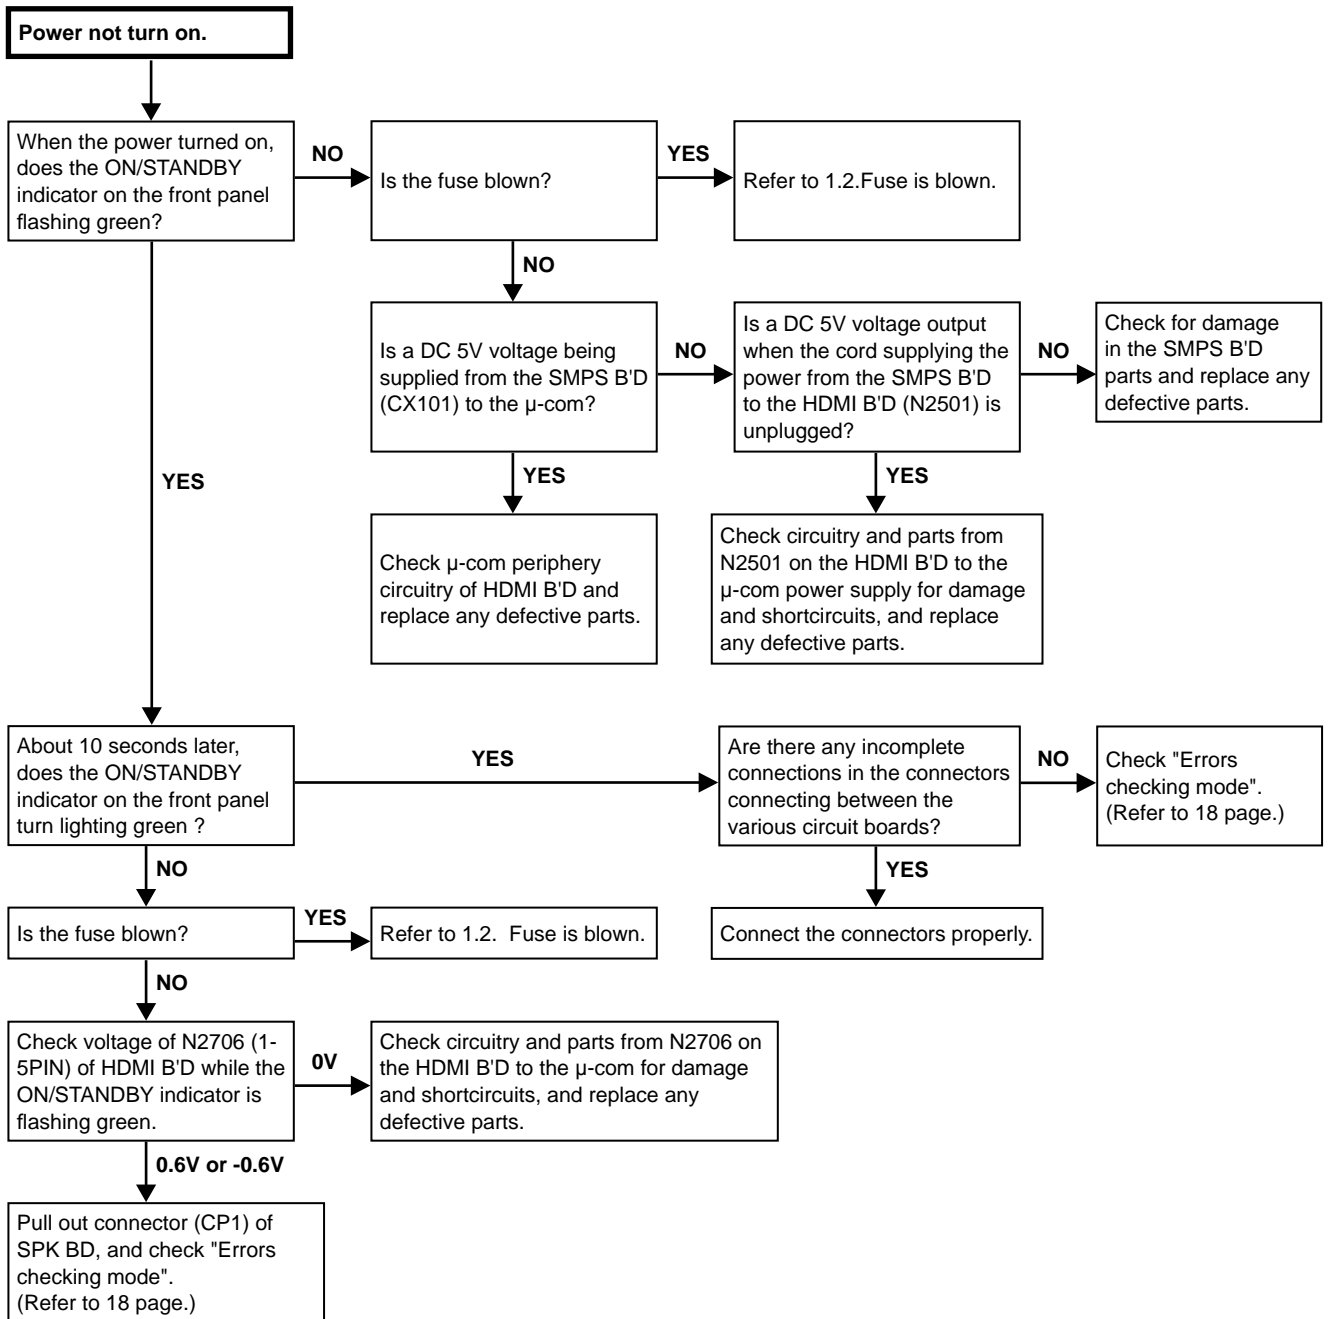 Power not turn on.
When the power turned on,
does the ON/STANDBY
indicator on the front panel
flashing green?
NO
Is the fuse blown?
YES
Refer to 1.2.Fuse is blown.
NO
Is a DC 5V voltage being
supplied from the SMPS B'D
(CX101) to the µ-com?
NO
Is a DC 5V voltage output
when the cord supplying the
power from the SMPS B'D
to the HDMI B'D (N2501) is
unplugged?
NO
Check for damage
in the SMPS B'D
parts and replace any
defective parts.
YES
YES
YES
Check µ-com periphery
circuitry of HDMI B'D and
replace any defective parts.
Check circuitry and parts from
N2501 on the HDMI B'D to the
µ-com power supply for damage
and shortcircuits, and replace
any defective parts.
About 10 seconds later,
does the ON/STANDBY
indicator on the front panel
turn lighting green ?
YES
Are there any incomplete
connections in the connectors
connecting between the
various circuit boards?
NO
Check "Errors
checking mode".
(Refer to 18 page.)
NO
YES
Is the fuse blown?
YES
Refer to 1.2.  Fuse is blown.
Connect the connectors properly.
NO
Check voltage of N2706 (1-
5PIN) of HDMI B'D while the
ON/STANDBY indicator is
flashing green.
0V
Check circuitry and parts from N2706 on
the HDMI B'D to the µ-com for damage
and shortcircuits, and replace any
defective parts.
0.6V or -0.6V
Pull out connector (CP1) of
SPK BD, and check "Errors
checking mode".
(Refer to 18 page.)